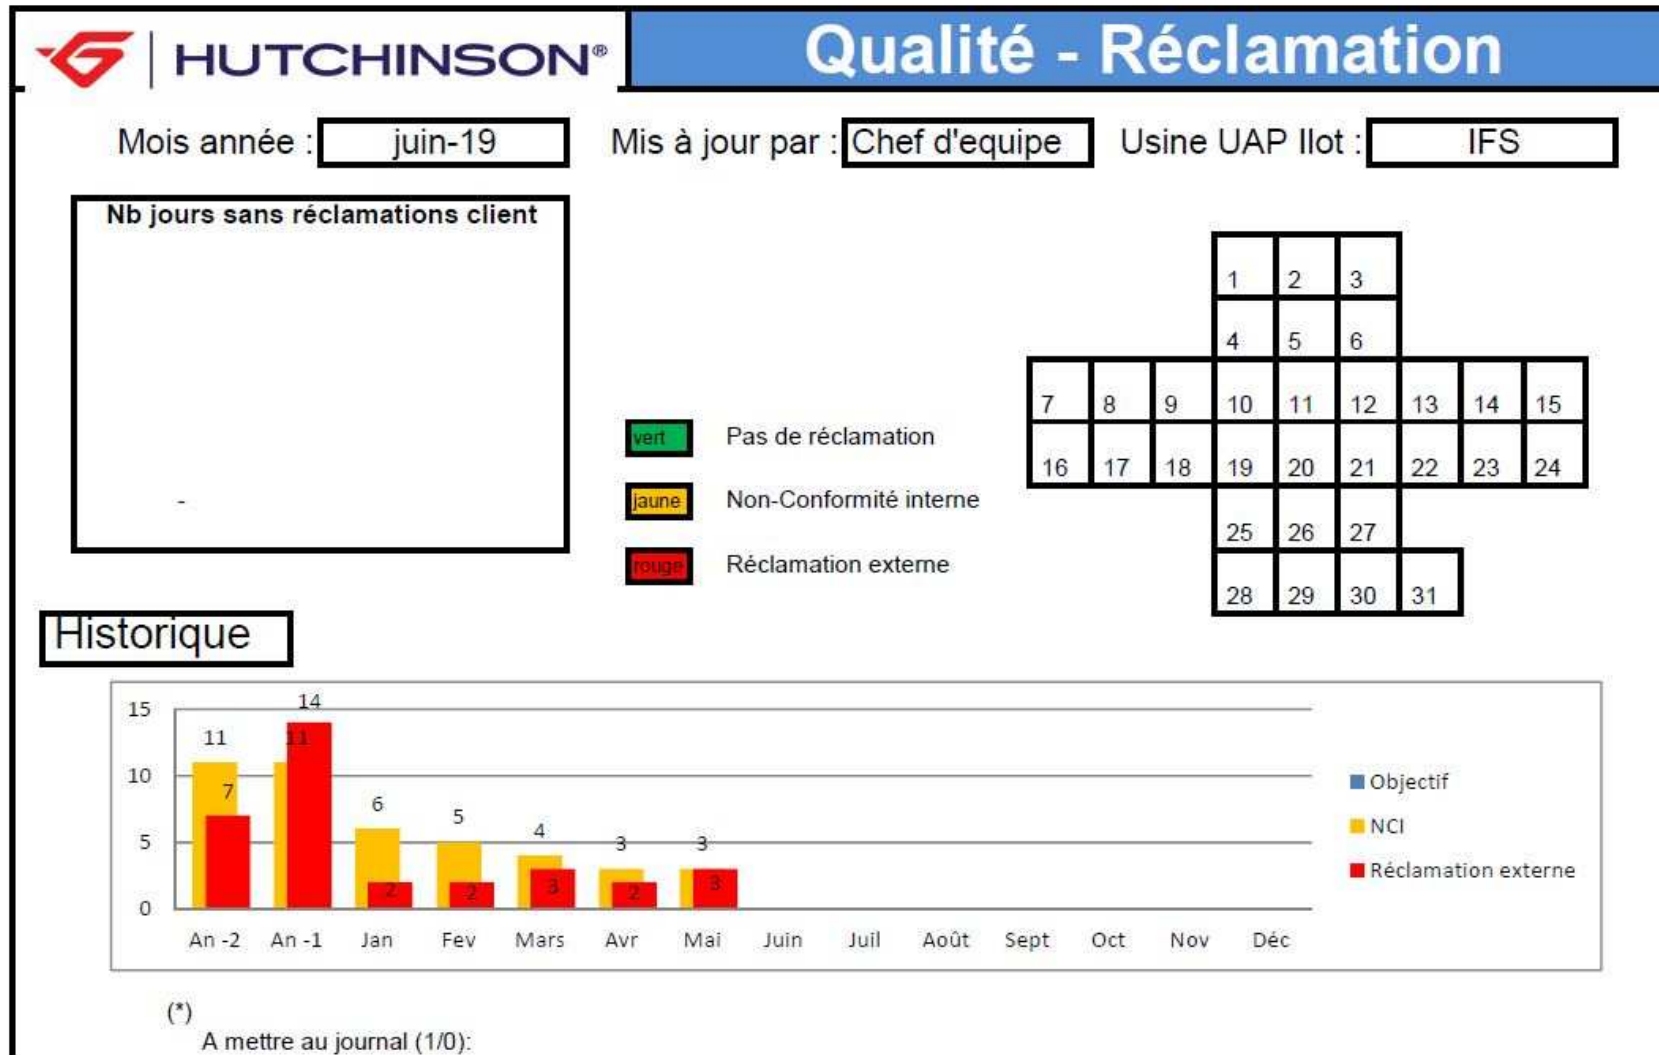 HUTCHINSON®
Qualité - Réclamation
Mois année : juin-19 Mis à jour par : Chef d'equipe Usine UAP Ilot : IFS
Nb jours sans réclamations client
-
1 2 3
4 5 6
7 8 9 10 11 12 13 14 15
16 17 18 19 20 21 22 23 24
25 26 27
28 29 30 31
vert Pas de réclamation
jaune Non-Conformité interne
rouge Réclamation externe
Historique
15
10
5
0
11 7
11 14
6 2
5 2
4 3
3 2
3 3
An -2 An -1 Jan Fev Mars Avr Mai Juin Juil Août Sept Oct Nov Déc
Objectif
NCI
Réclamation externe
(*)
A mettre au journal (1/0):